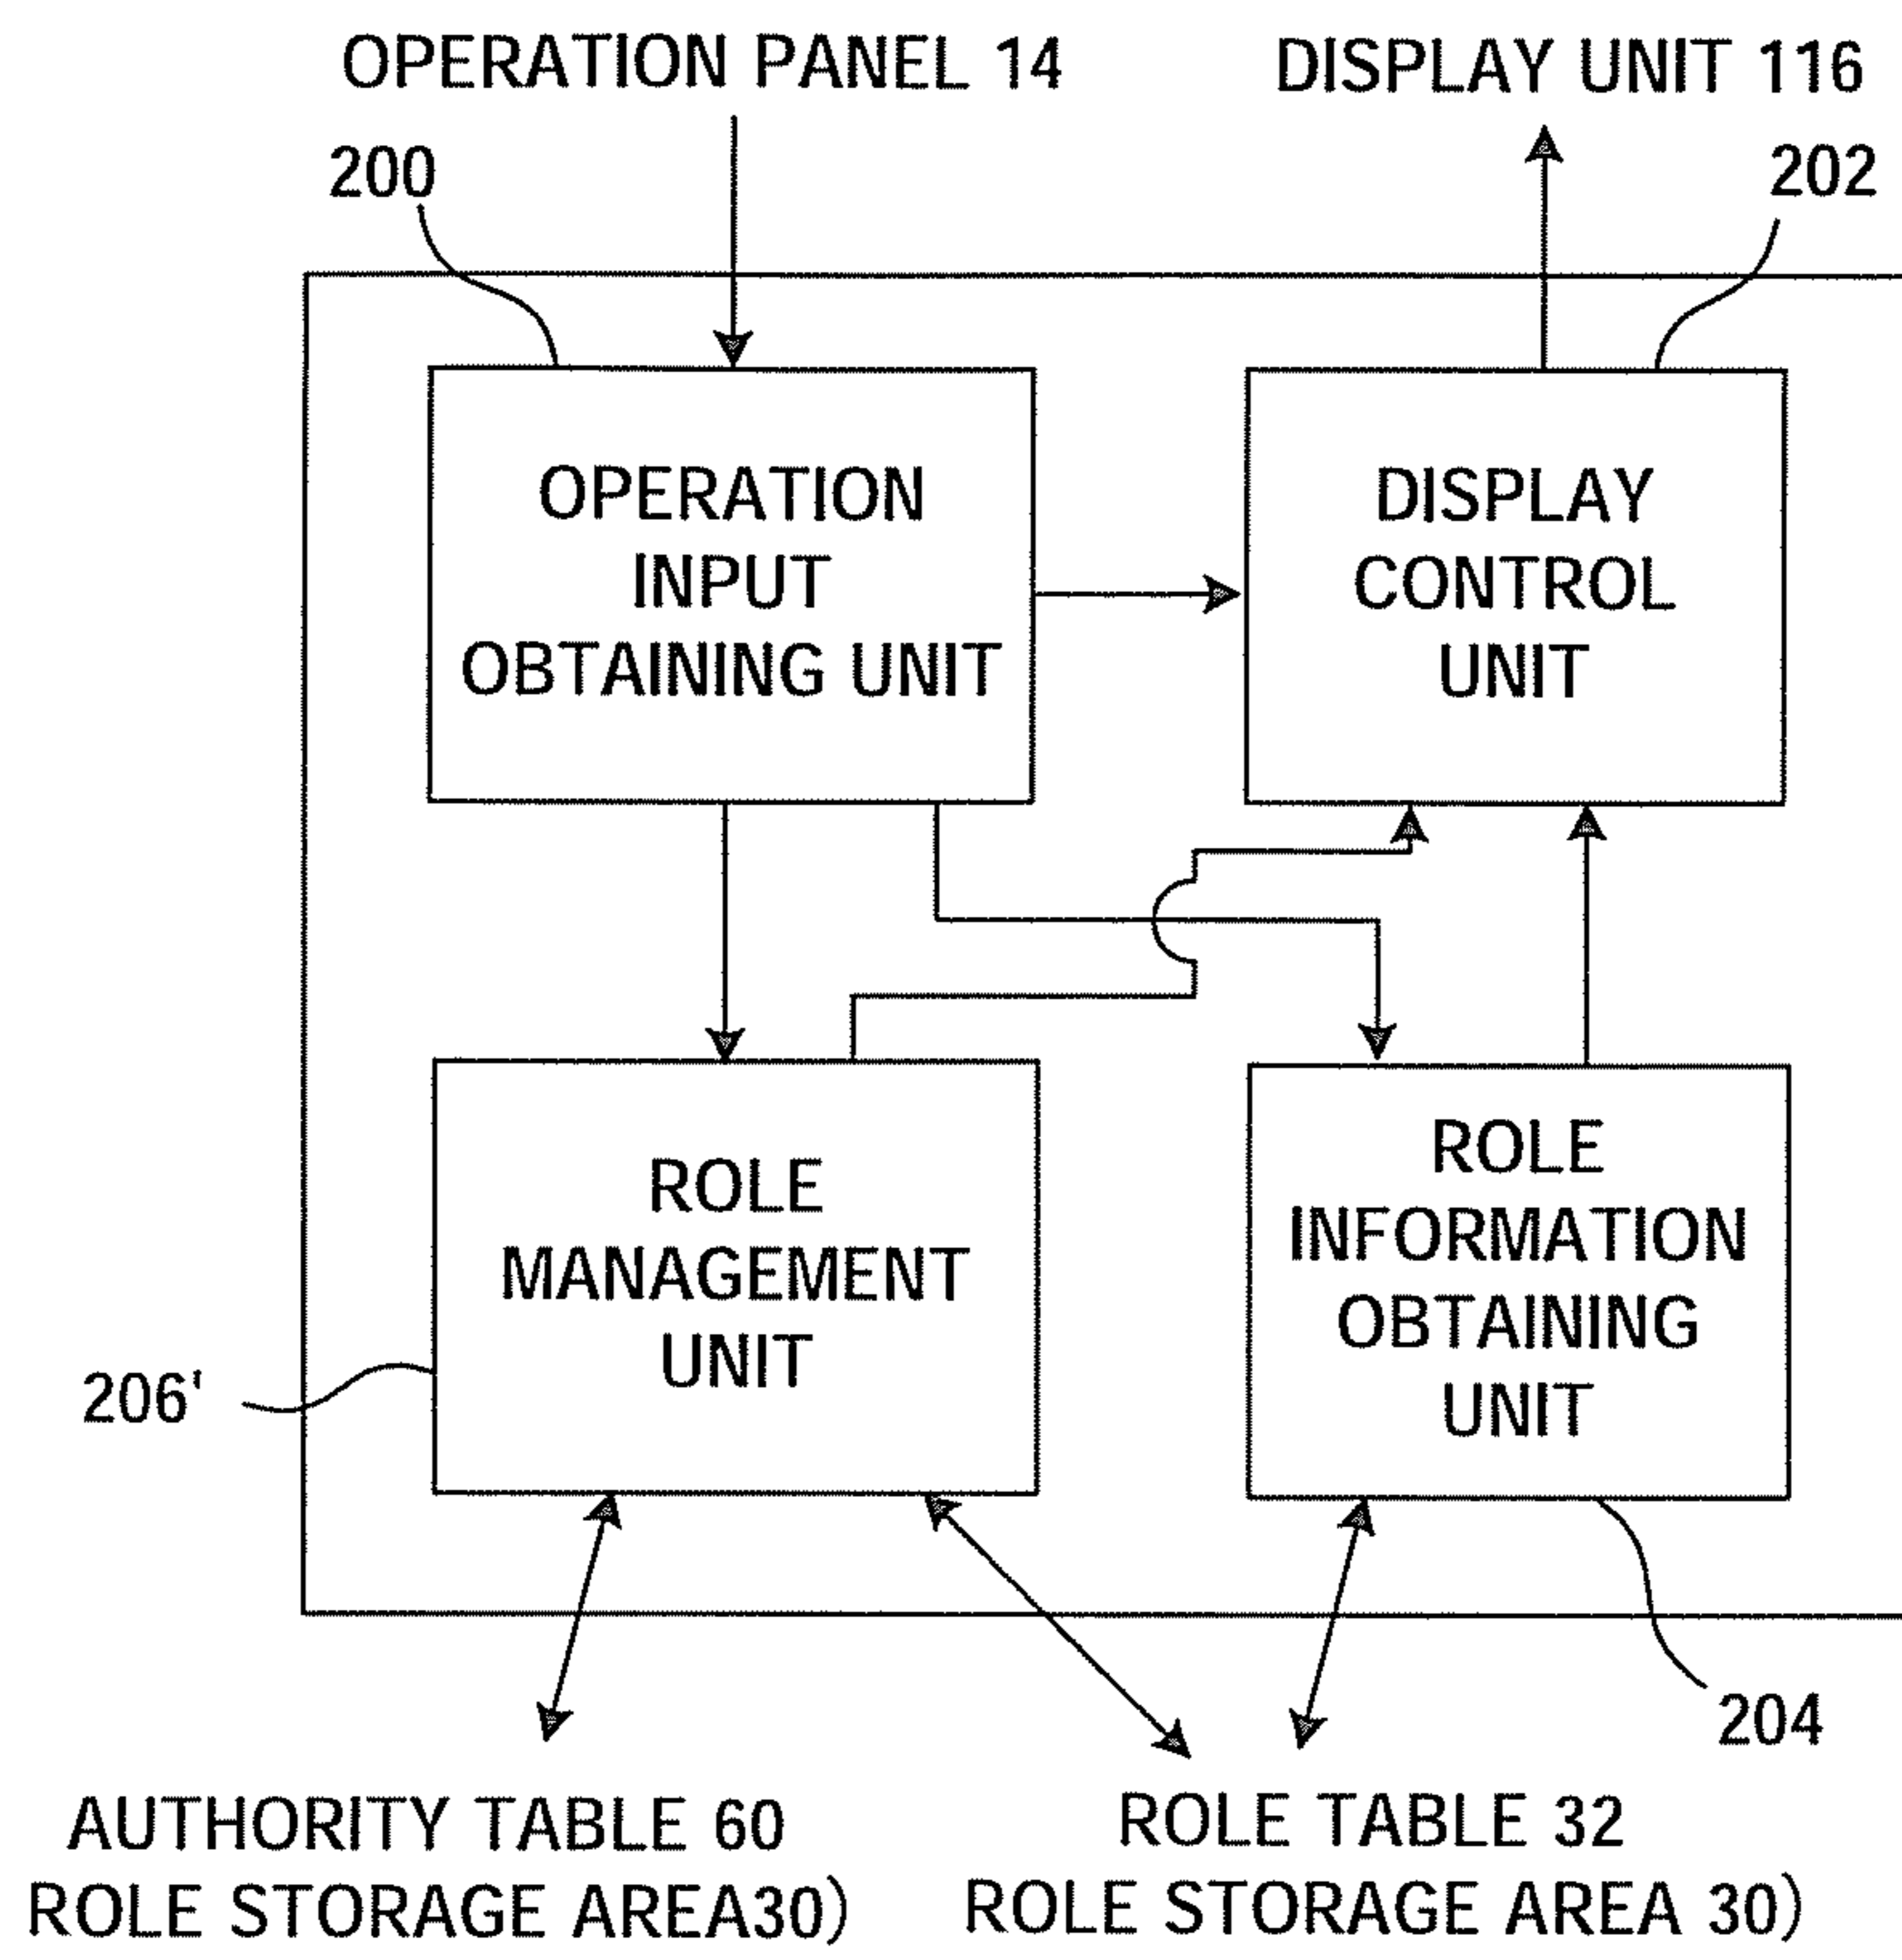 OPERATION PANEL 14
DISPLAY UNIT 116
200
202
OPERATION
INPUT
OBTAINING UNIT
DISPLAY
CONTROL
UNIT
ROLE
MANAGEMENT
UNIT
ROLE
INFORMATION
OBTAINING
UNIT
206'
204
AUTHORITY TABLE 60
ROLE STORAGE AREA30)
ROLE TABLE 32
ROLE STORAGE AREA 30)